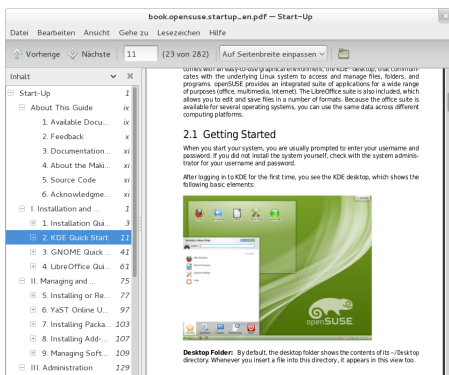 book.opensuse.startup_en.pdf — Start-Up
Datei Bearbeiten Ansicht Gehe zu Lesezeichen Hilfe
Vorherige Nächste 11 (23 von 282) Auf Seitenbreite einpassen
Inhalt
Start-Up 1
About This Guide ix
1. Available Docu... ix
2. Feedback x
3. Documentation... xi
4. About the Maki... xi
5. Source Code xi
6. Acknowledgme... xi
I. Installation and ... 1
1. Installation Qui... 3
2. KDE Quick Start 11
3. GNOME Quick ... 41
4. LibreOffice Qui... 61
II. Managing and ... 75
5. Installing or Re... 77
6. YaST Online U... 97
7. Installing Packa... 103
8. Installing Add-... 107
9. Managing Soft... 109
III. Administration 129
comes with an easy-to-use graphical environment, the KDE desktop, that communi-
cates with the underlying Linux system to access and manage files, folders, and
programs. openSUSE provides an integrated suite of applications for a wide range
of purposes (office, multimedia, Internet). The LibreOffice suite is also included, which
allows you to edit and save files in a number of formats. Because the office suite is
available for several operating systems, you can use the same data across different
computing platforms.
2.1 Getting Started
When you start your system, you are usually prompted to enter your username and
password. If you did not install the system yourself, check with the system adminis-
trator for your username and password.
After logging in to KDE for the first time, you see the KDE desktop, which shows the
following basic elements:
openSUSE
Desktop Folder: By default, the desktop folder shows the contents of its ~/Desktop
directory. Whenever you insert a file into this directory, it appears in this view too.